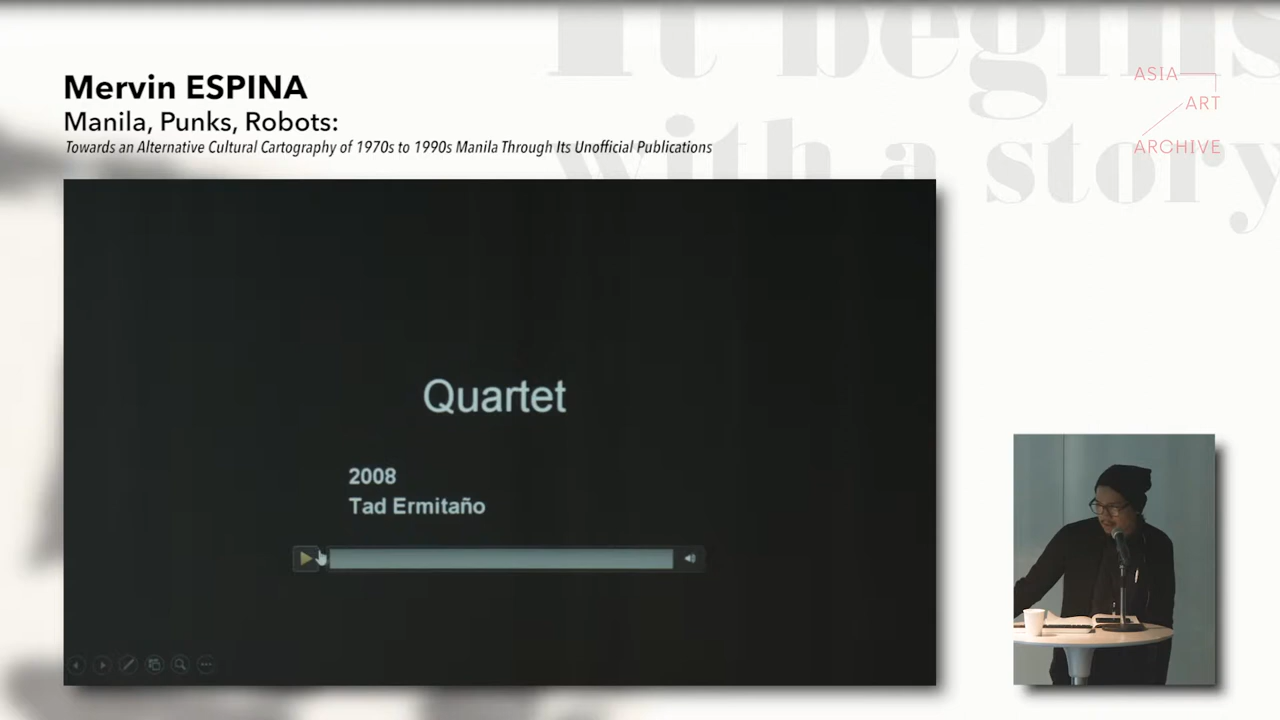 It begins
with a story
Mervin ESPINA
Manila, Punks, Robots:
Towards an Alternative Cultural Cartography of 1970s to 1990s Manila Through Its Unofficial Publications
ASIA
ART
ARCHIVE
Quartet
2008
Tad Ermitaño